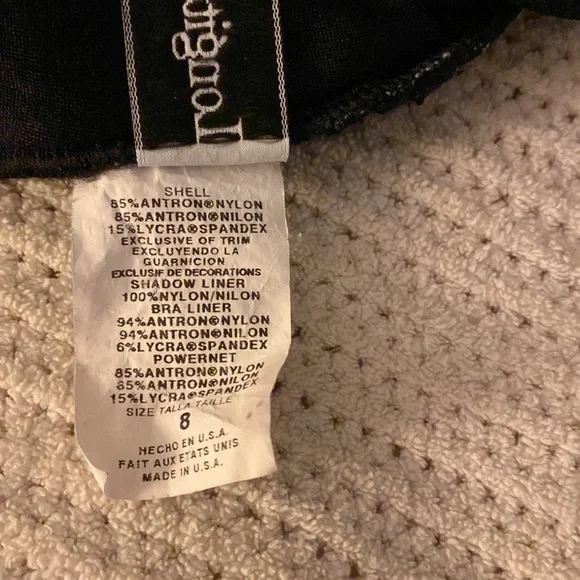 Longit
SHELL
85%ANTRON®NYLON
85%ANTRON®NILON
15%LYCRA®SPANDEX
EXCLUSIVE OF TRIM
EXCLUYENDO LA
GUARNICION
EXCLUSIF DE DECORATIONS
SHADOW LINER
100%NYLON/NILON
BRA LINER
94%ANTRON®NYLON
94%ANTRON®NILON
6%LYCRA®SPANDEX
POWERNET
85%ANTRON®NYLON
85%ANTRON®NILON
15%LYCRA®SPANDEX
SIZE TALLA TAILLE
8
HECHO EN U.S.A.
FAIT AUX ETATS UNIS
MADE IN U.S.A.